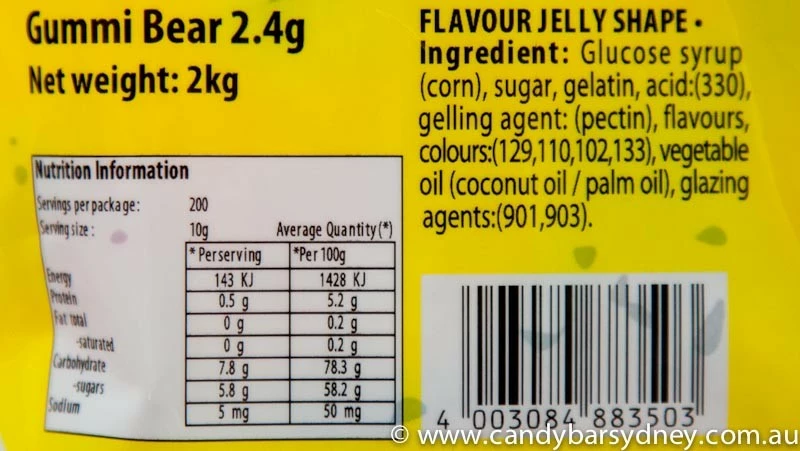 Gummi Bear 2.4g
Net weight: 2kg
Nutrition Information
Servings per package: 200
Serving size : 10g
Average Quantity (*)
* Perserving *Per 100g
Energy 143 KJ 1428 KJ
Protein 0.5 g 5.2 g
Fat total 0 g 0.2 g
-saturated 0 g 0.2 g
Carbohydrate 7.8 g 78.3 g
-sugars 5.8 g 58.2 g
Sodium 5 mg 50 mg
FLAVOUR JELLY SHAPE •
Ingredient: Glucose syrup
(corn), sugar, gelatin, acid:(330),
gelling agent: (pectin), flavours,
colours:(129,110,102,133), vegetable
oil (coconut oil / palm oil), glazing
agents:(901,903).
4 003084 883503
© www.candybarsydney.com.au